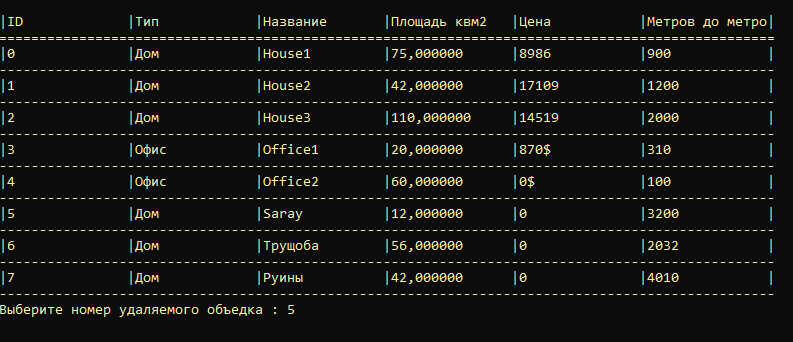 |ID |Тип |Название |Площадь квм2 |Цена |Метров до метро|
|0 |Дом |House1 |75,000000 |8986 |900 |
|1 |Дом |House2 |42,000000 |17109 |1200 |
|2 |Дом |House3 |110,000000 |14519 |2000 |
|3 |Офис |Office1 |20,000000 |870$ |310 |
|4 |Офис |Office2 |60,000000 |0$ |100 |
|5 |Дом |Saray |12,000000 |0 |3200 |
|6 |Дом |Трущоба |56,000000 |0 |2032 |
|7 |Дом |Руины |42,000000 |0 |4010 |
Выберите номер удаляемого объедка : 5